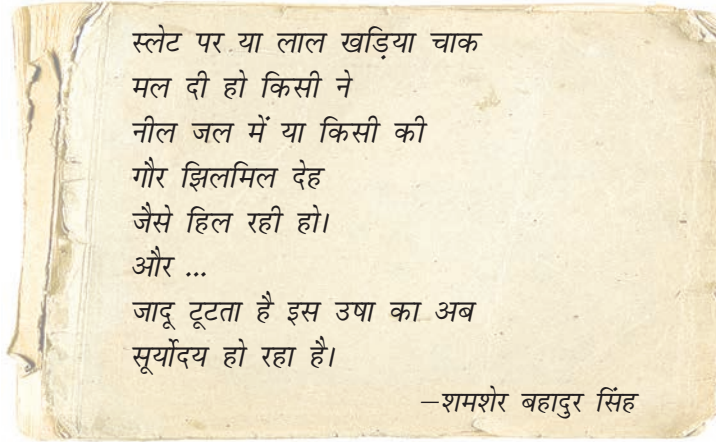 स्लेट पर या लाल खड़िया चाक
मल दी हो किसी ने
नील जल में या किसी की
गौर झिलमिल देह
जैसे हिल रही हो।
और ...
जादू टूटता है इस उषा का अब
सूर्योदय हो रहा है।
–शमशेर बहादुर सिंह